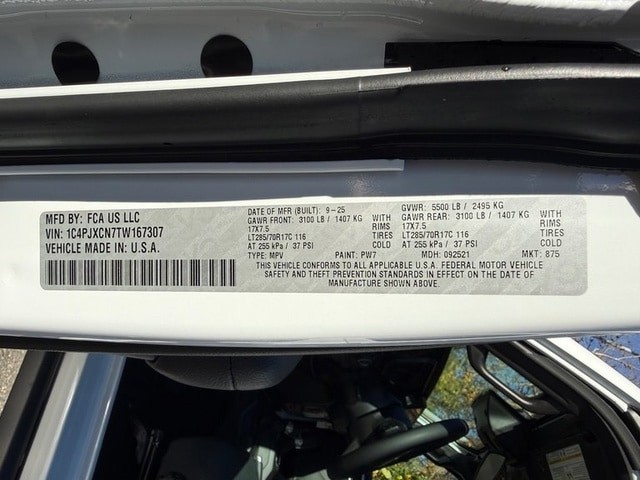 MFD BY: FCA US LLC
VIN: 1C4PJXCN7TW167307
VEHICLE MADE IN: U.S.A.
DATE OF MFR (BUILT): 9-25
GAWR FRONT: 3100 LB / 1407 KG WITH
17X7.5 RIMS
LT285/70R17C 116 TIRES
AT 255 kPa / 37 PSI COLD
TYPE: MPV PAINT: PW7
GVWR: 5500 LB / 2495 KG
GAWR REAR: 3100 LB / 1407 KG WITH
17X7.5 RIMS
LT285/70R17C 116 TIRES
AT 255 kPa / 37 PSI COLD
MDH: 092521 MKT: 875
THIS VEHICLE CONFORMS TO ALL APPLICABLE U.S.A. FEDERAL MOTOR VEHICLE
SAFETY AND THEFT PREVENTION STANDARDS IN EFFECT ON THE DATE OF
MANUFACTURE SHOWN ABOVE.